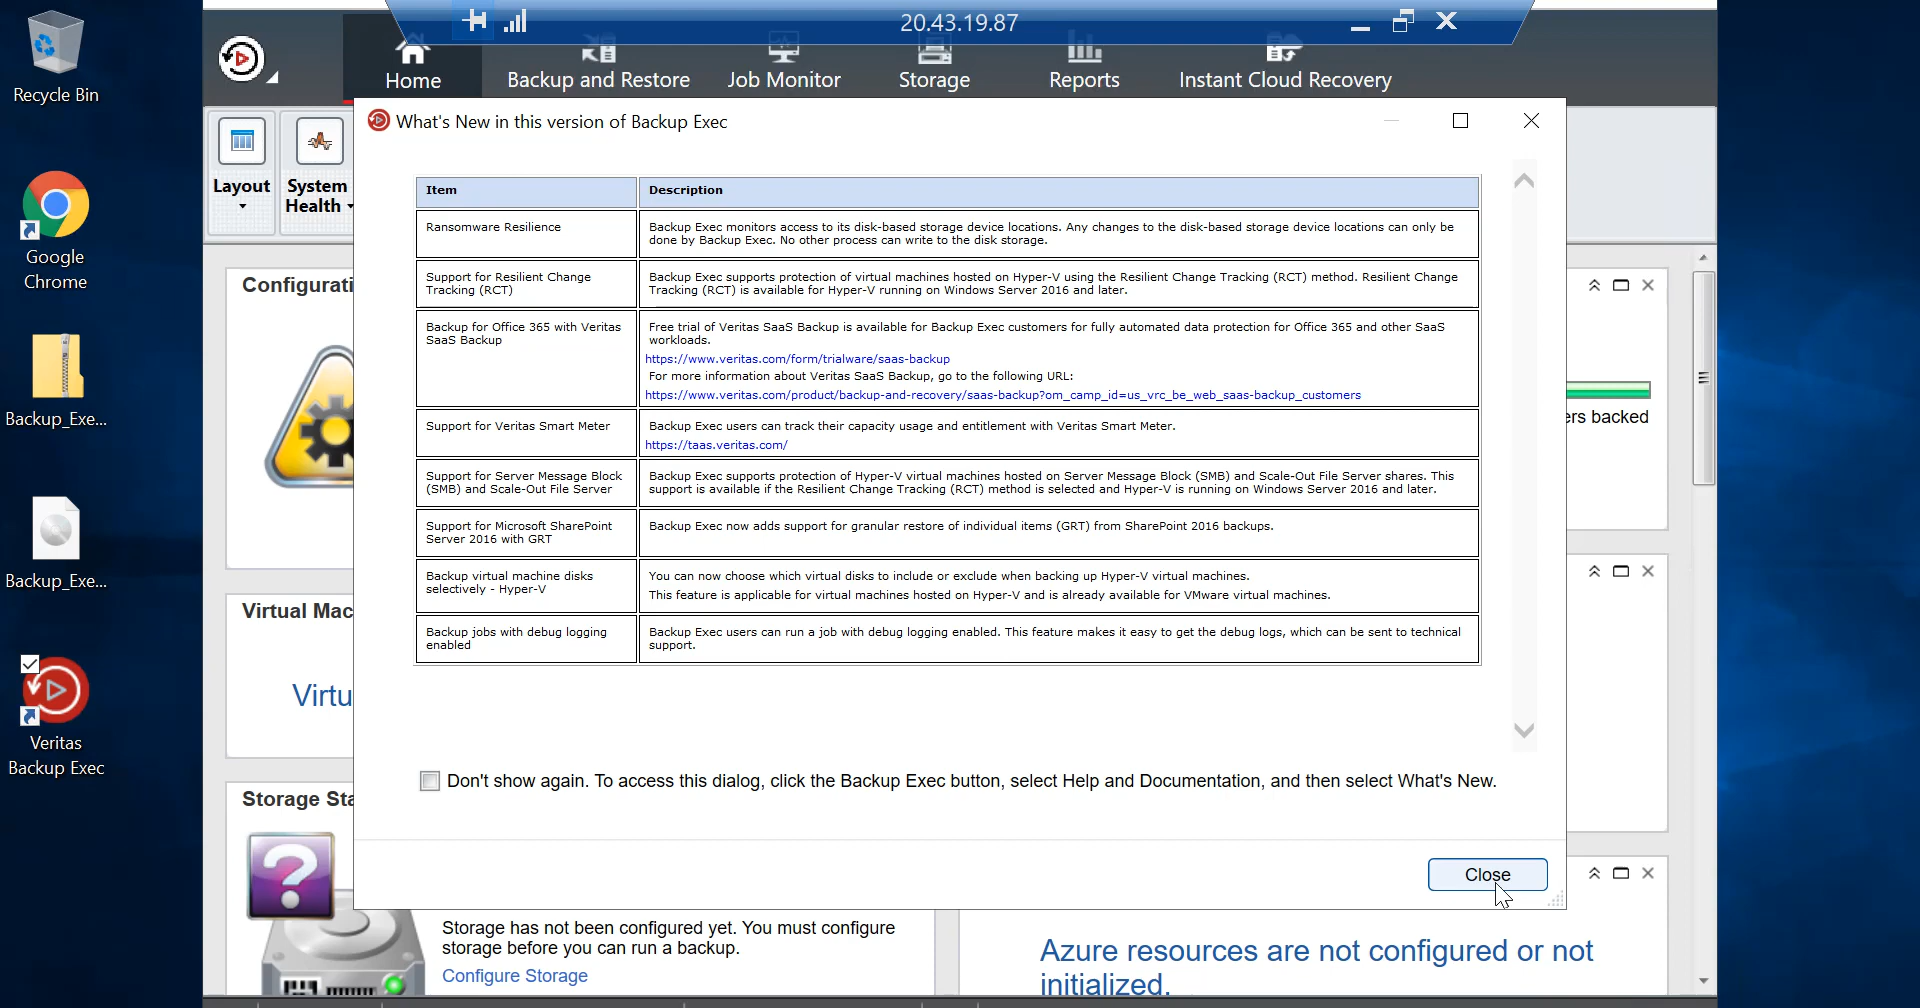 20.43.19.87
Recycle Bin
Google
Chrome
Backup_Exe...
Backup_Exe...
Veritas
Backup Exec
Home
Backup and Restore
Job Monitor
Storage
Reports
Instant Cloud Recovery
Layout
System
Health
What's New in this version of Backup Exec
Item
Description
Ransomware Resilience
Backup Exec monitors access to its disk-based storage device locations. Any changes to the disk-based storage device locations can only be
done by Backup Exec. No other process can write to the disk storage.
Support for Resilient Change
Tracking (RCT)
Backup Exec supports protection of virtual machines hosted on Hyper-V using the Resilient Change Tracking (RCT) method. Resilient Change
Tracking (RCT) is available for Hyper-V running on Windows Server 2016 and later.
Backup for Office 365 with Veritas
SaaS Backup
Free trial of Veritas SaaS Backup is available for Backup Exec customers for fully automated data protection for Office 365 and other SaaS
workloads.
https://www.veritas.com/form/trialware/saas-backup
For more information about Veritas SaaS Backup, go to the following URL:
https://www.veritas.com/product/backup-and-recovery/saas-backup?om_camp_id=us_vrc_be_web_saas-backup_customers
Support for Veritas Smart Meter
Backup Exec users can track their capacity usage and entitlement with Veritas Smart Meter.
https://taas.veritas.com/
Support for Server Message Block
(SMB) and Scale-Out File Server
Backup Exec supports protection of Hyper-V virtual machines hosted on Server Message Block (SMB) and Scale-Out File Server shares. This
support is available if the Resilient Change Tracking (RCT) method is selected and Hyper-V is running on Windows Server 2016 and later.
Support for Microsoft SharePoint
Server 2016 with GRT
Backup Exec now adds support for granular restore of individual items (GRT) from SharePoint 2016 backups.
Backup virtual machine disks
selectively - Hyper-V
You can now choose which virtual disks to include or exclude when backing up Hyper-V virtual machines.
This feature is applicable for virtual machines hosted on Hyper-V and is already available for VMware virtual machines.
Backup jobs with debug logging
enabled
Backup Exec users can run a job with debug logging enabled. This feature makes it easy to get the debug logs, which can be sent to technical
support.
Don't show again. To access this dialog, click the Backup Exec button, select Help and Documentation, and then select What's New.
Close
Configurati
ers backed
Virtual Mac
Virtu
Storage Sta
Storage has not been configured yet. You must configure
storage before you can run a backup.
Configure Storage
Azure resources are not configured or not
initialized.